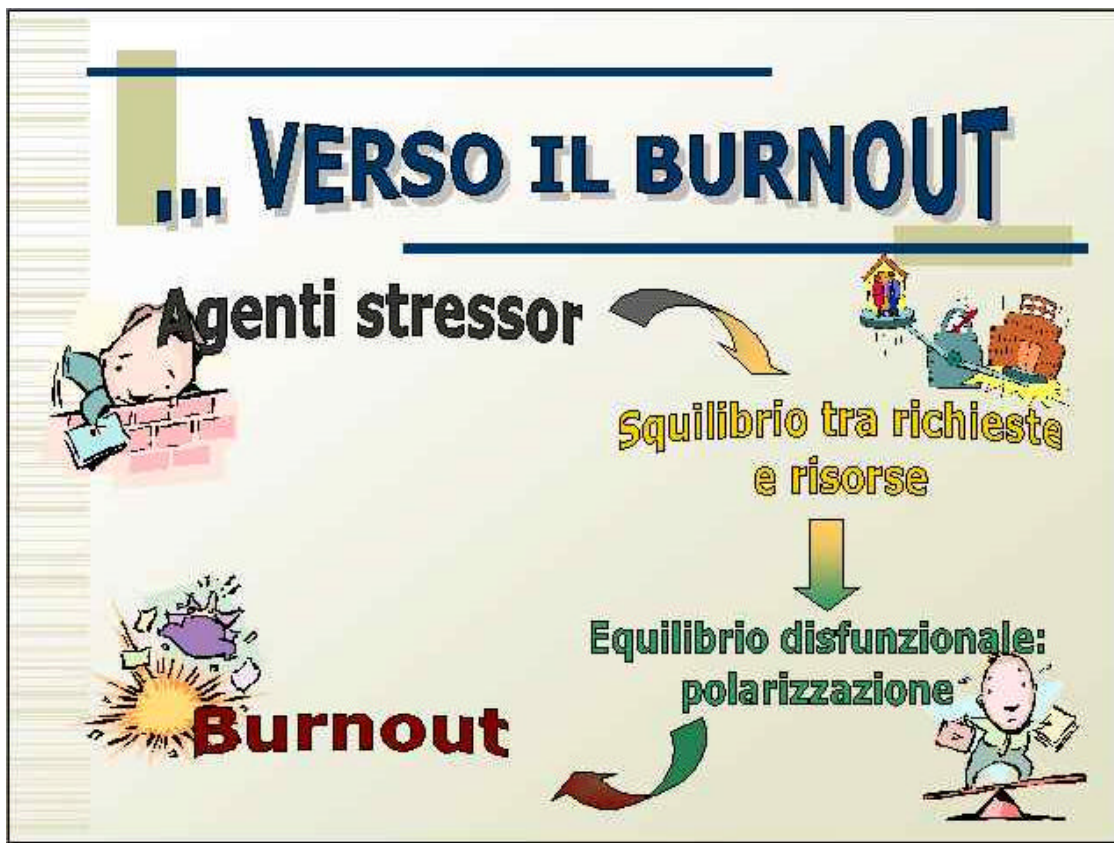 ... VERSO IL BURNOUT
Agenti stressor
Squilibrio tra richieste
e risorse
Equilibrio disfunzionale:
polarizzazione
Burnout